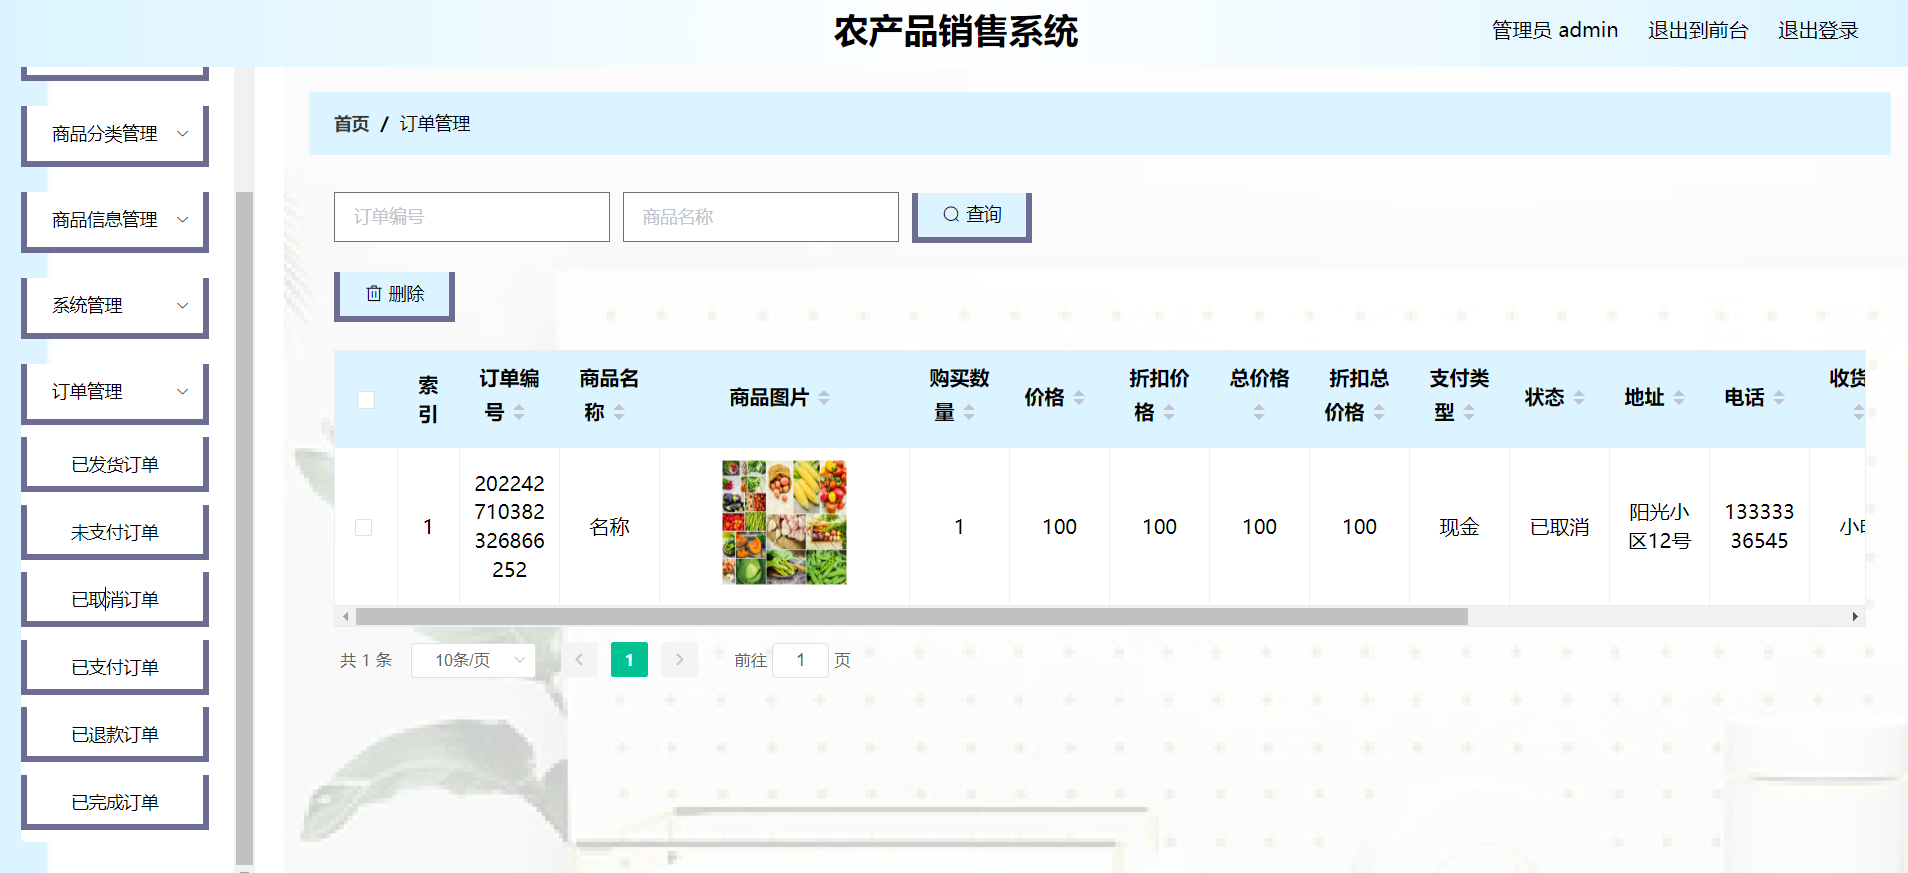 农产品销售系统
管理员 admin 退出到前台 退出登录
商品分类管理
商品信息管理
系统管理
订单管理
已发货订单
未支付订单
已取消订单
已支付订单
已退款订单
已完成订单
首页 / 订单管理
订单编号 商品名称 查询
删除
索引 订单编号 商品名称 商品图片 购买数量 价格 折扣价格 总价格 折扣总价格 支付类型 状态 地址 电话 收货
1 202242710382326866252 名称 1 100 100 100 100 现金 已取消 阳光小区12号 13333336545 小
共 1 条 10条/页 1 前往 1 页